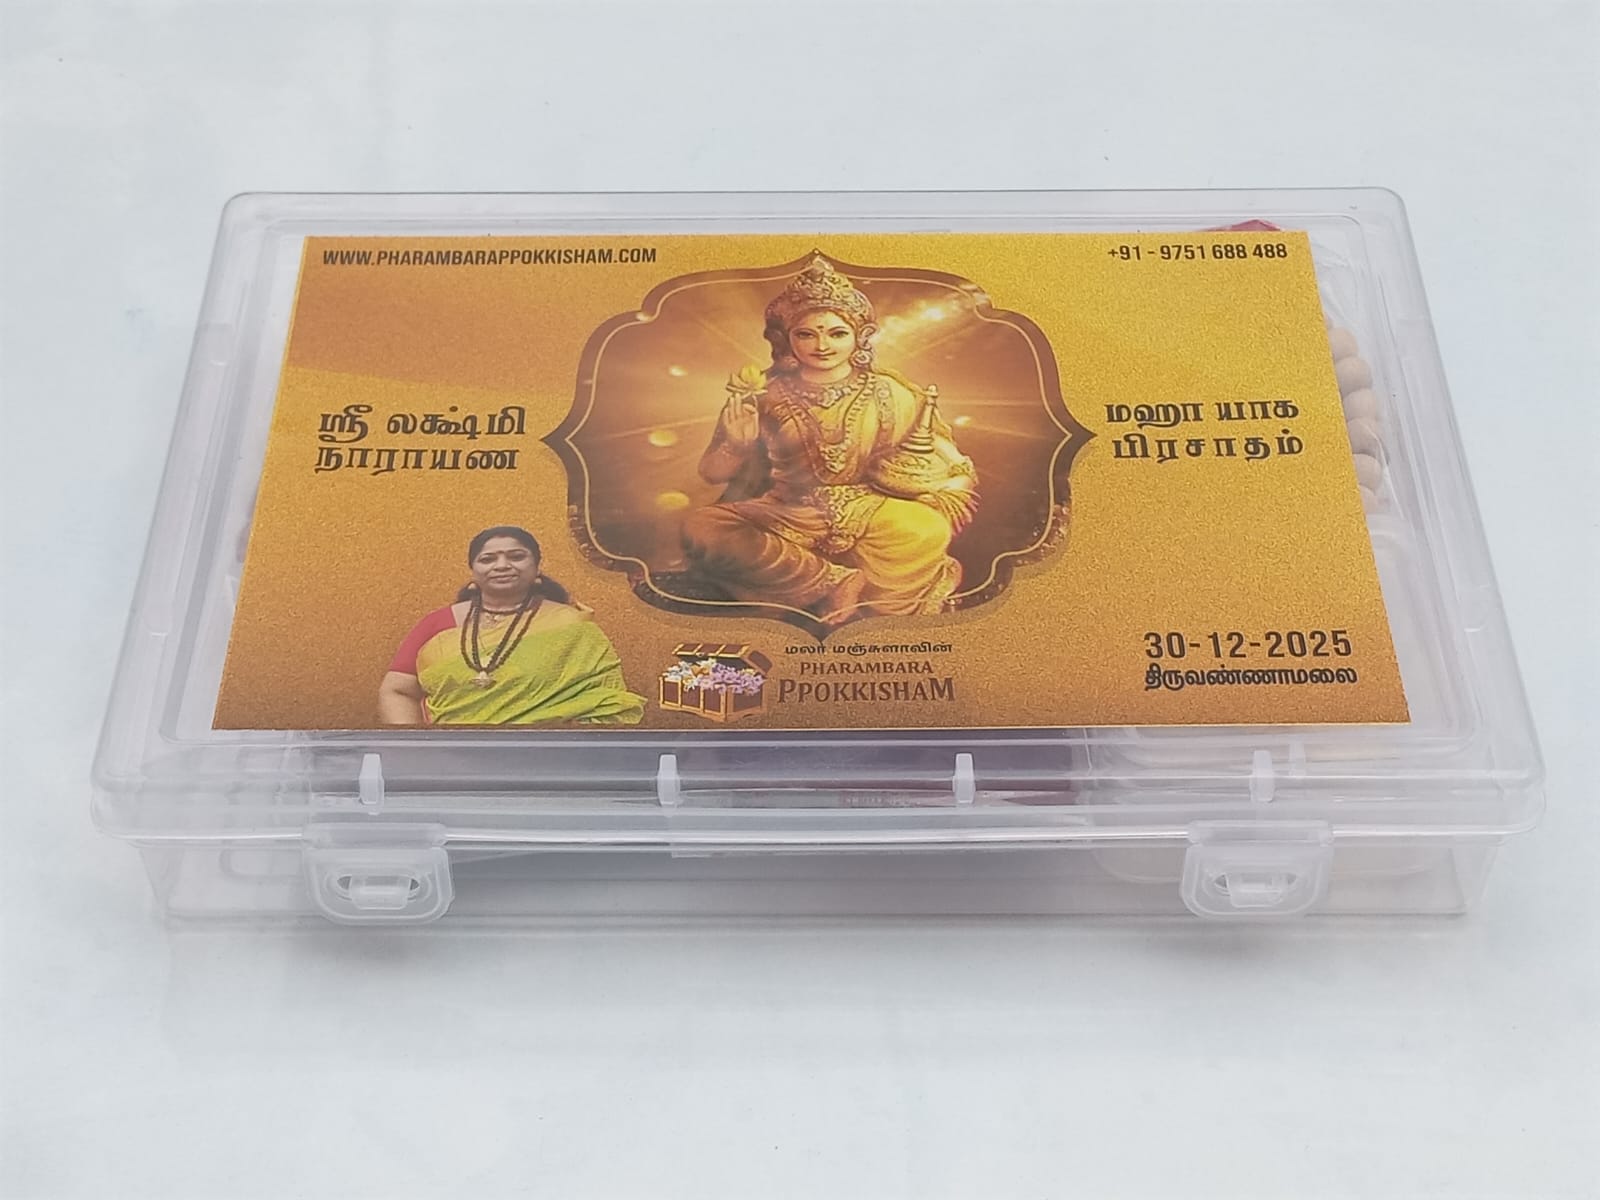 WWW.PHARAMBARAPPOKKISHAM.COM
+91 - 9751 688 488
ஸ்ரீ லக்ஷ்மி
நாராயண
மஹா யாக
பிரசாதம்
மலர் மஞ்சுளாவின்
PHARAMBARA
PPOKKISHAM
30-12-2025
திருவண்ணாமலை